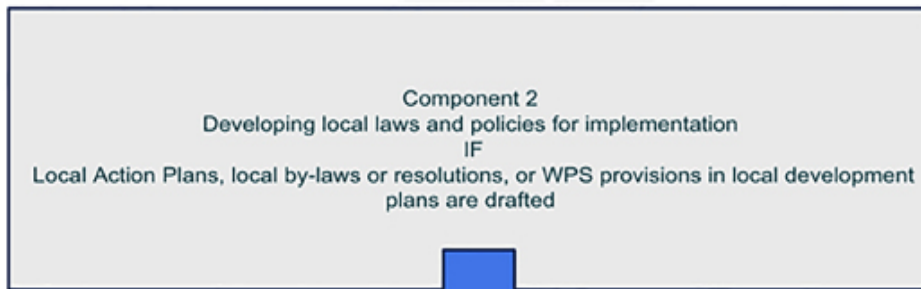 Component 2
Developing local laws and policies for implementation
IF
Local Action Plans, local by-laws or resolutions, or WPS provisions in local development
plans are drafted